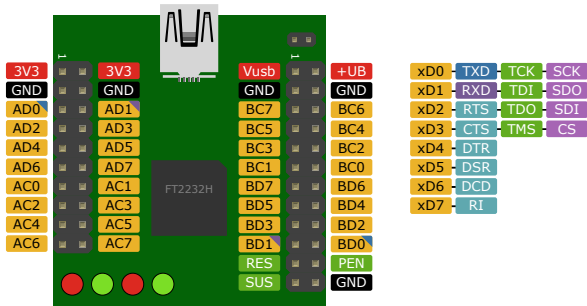 1 1
3V3 3V3 Vusb +UB xD0 TXD TCK SCK
GND GND GND GND xD1 RXD TDI SDO
AD0 AD1 BC7 BC6 xD2 RTS TDO SDI
AD2 AD3 BC5 BC4 xD3 CTS TMS CS
AD4 AD5 BC3 BC2 xD4 DTR
AD6 AD7 BC1 BC0 xD5 DSR
AC0 AC1 FT2232H BD7 BD6 xD6 DCD
AC2 AC3 BD5 BD4 xD7 RI
AC4 AC5 BD3 BD2
AC6 AC7 BD1 BD0
RES PEN
SUS GND